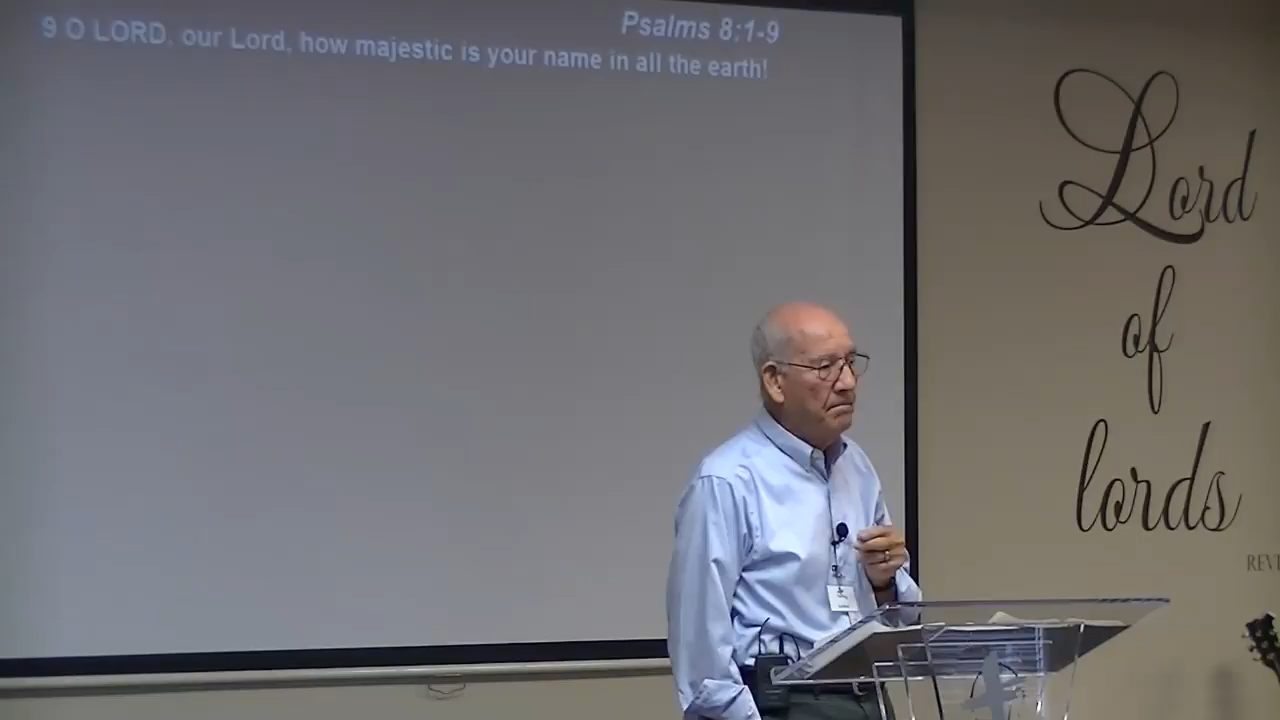 Psalms 8:1-9
9 O LORD, our Lord, how majestic is your name in all the earth!
Lord
of
lords